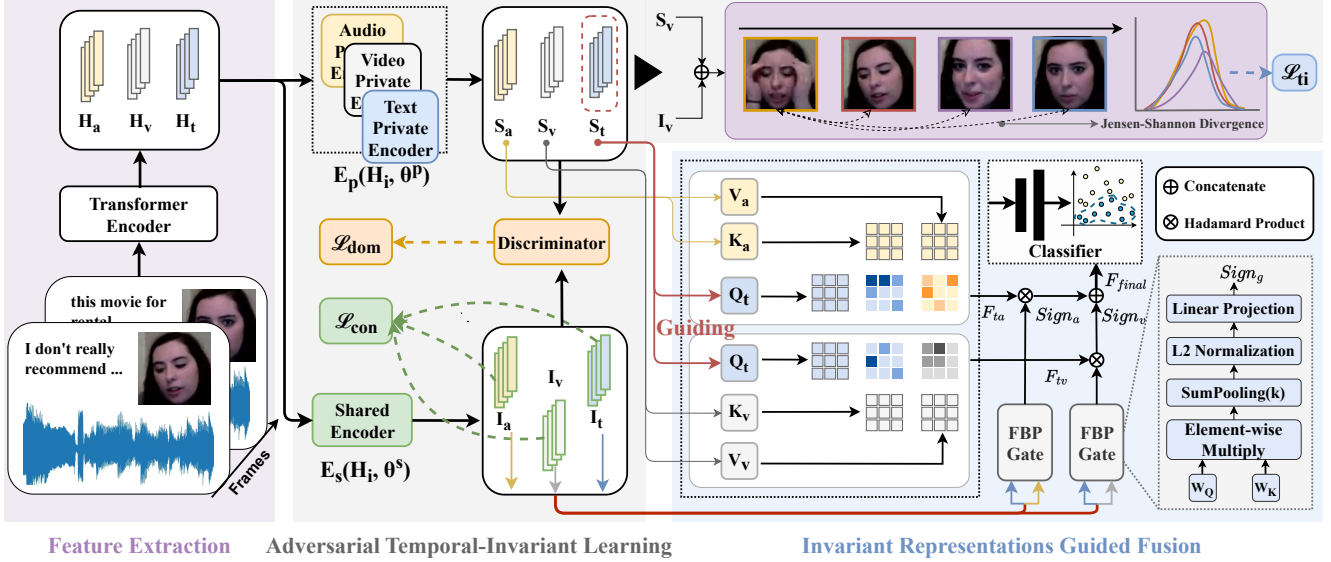 H_a
H_v
H_t
Transformer
Encoder
this movie for
I don't really
recommend ...
Frames
Feature Extraction
Audio
Video
Private
Text
Private
Encoder
E_p(H_i, θ^p)
S_a
S_v
S_t
ℒ_dom
Discriminator
ℒ_con
Shared
Encoder
E_s(H_i, θ^s)
I_a
I_v
I_t
Adversarial Temporal-Invariant Learning
S_v
⊕
I_v
Jensen-Shannon Divergence
ℒ_ti
Guiding
V_a
K_a
Q_t
Q_t
K_v
V_v
F_ta
Sign_a
F_tv
Sign_v
F_final
Classifier
⊕ Concatenate
⊗ Hadamard Product
FBP
Gate
FBP
Gate
Sign_g
Linear Projection
L2 Normalization
SumPooling(k)
Element-wise
Multiply
W_Q
W_K
Invariant Representations Guided Fusion